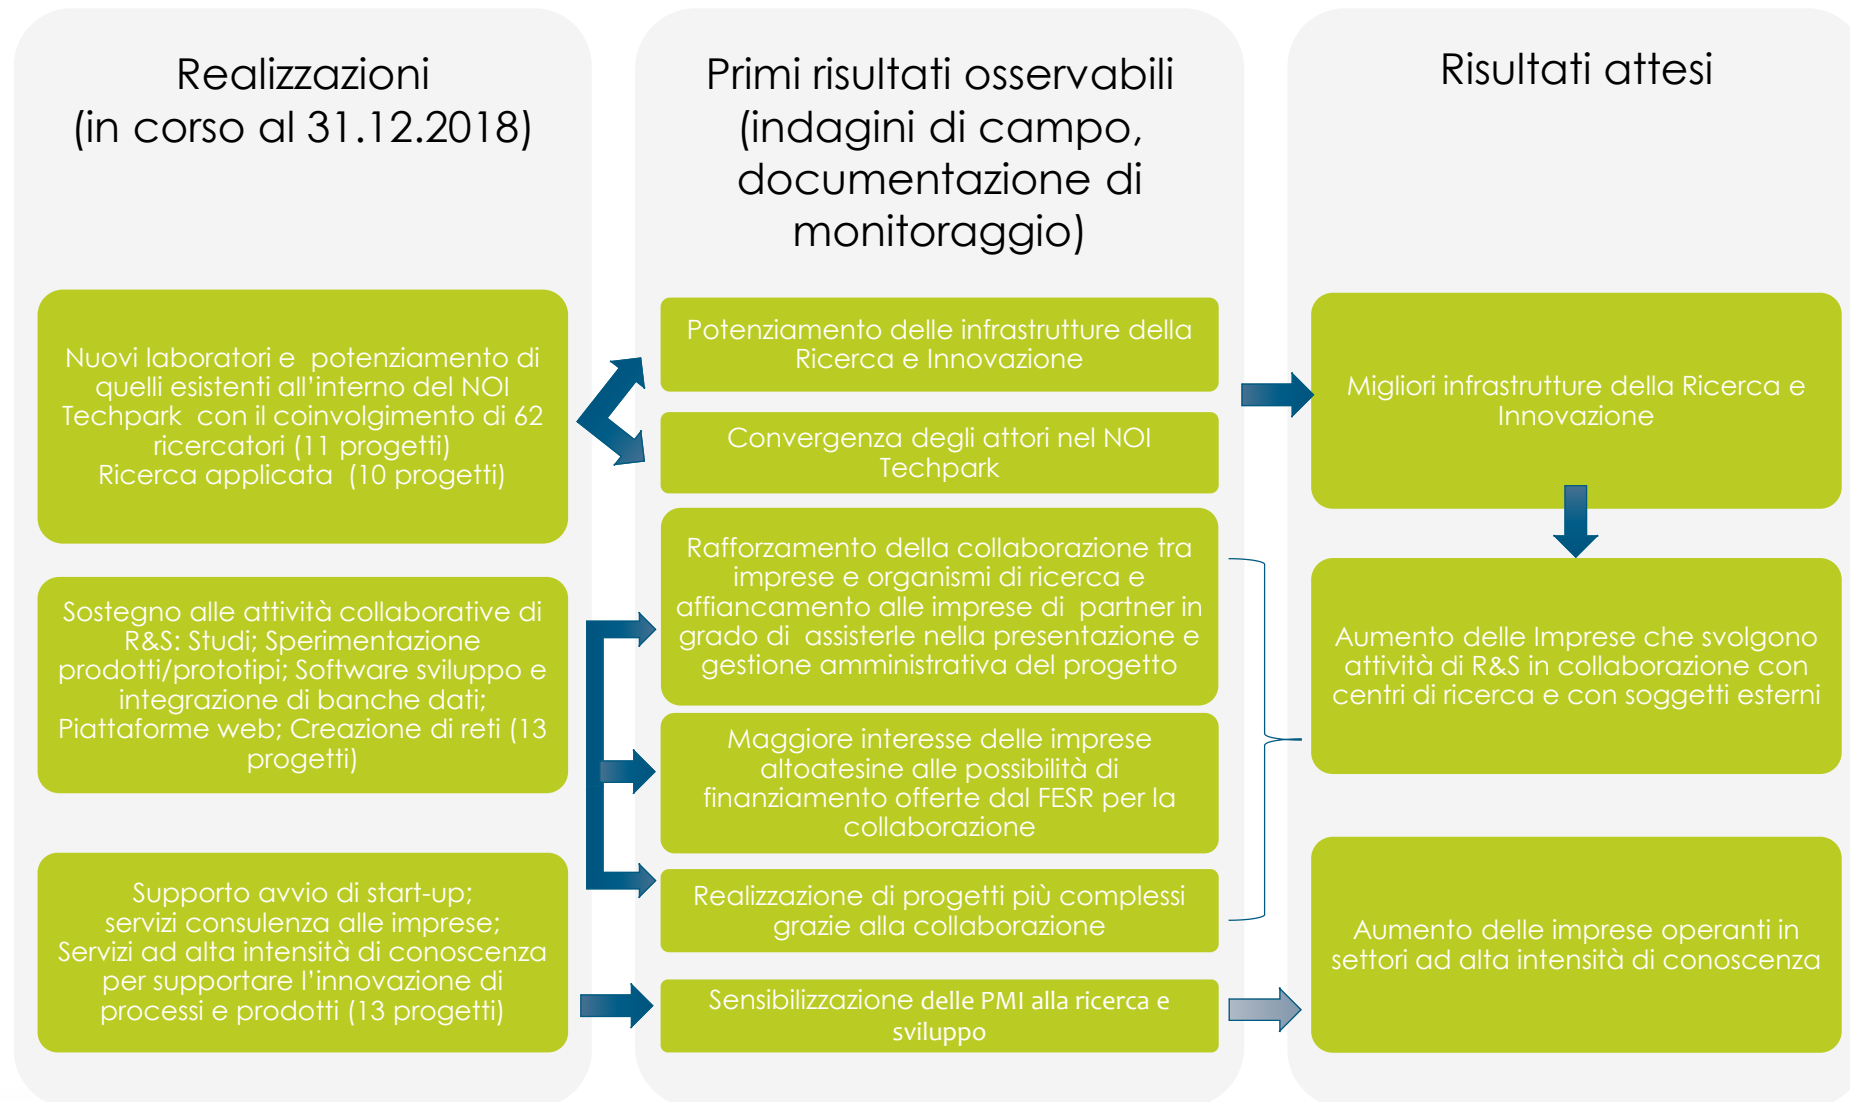 Realizzazioni
(in corso al 31.12.2018)
Nuovi laboratori e potenziamento di
quelli esistenti all'interno del NOI
Techpark con il coinvolgimento di 62
ricercatori (11 progetti)
Ricerca applicata (10 progetti)
Sostegno alle attività collaborative di
R&S: Studi; Sperimentazione
prodotti/prototipi; Software sviluppo e
integrazione di banche dati;
Piattaforme web; Creazione di reti (13
progetti)
Supporto avvio di start-up;
servizi consulenza alle imprese;
Servizi ad alta intensità di conoscenza
per supportare l'innovazione di
processi e prodotti (13 progetti)
Primi risultati osservabili
(indagini di campo,
documentazione di
monitoraggio)
Potenziamento delle infrastrutture della
Ricerca e Innovazione
Convergenza degli attori nel NOI
Techpark
Rafforzamento della collaborazione tra
imprese e organismi di ricerca e
affiancamento alle imprese di partner in
grado di assisterle nella presentazione e
gestione amministrativa del progetto
Maggiore interesse delle imprese
altoatesine alle possibilità di
finanziamento offerte dal FESR per la
collaborazione
Realizzazione di progetti più complessi
grazie alla collaborazione
Sensibilizzazione delle PMI alla ricerca e
sviluppo
Risultati attesi
Migliori infrastrutture della Ricerca e
Innovazione
Aumento delle Imprese che svolgono
attività di R&S in collaborazione con
centri di ricerca e con soggetti esterni
Aumento delle imprese operanti in
settori ad alta intensità di conoscenza